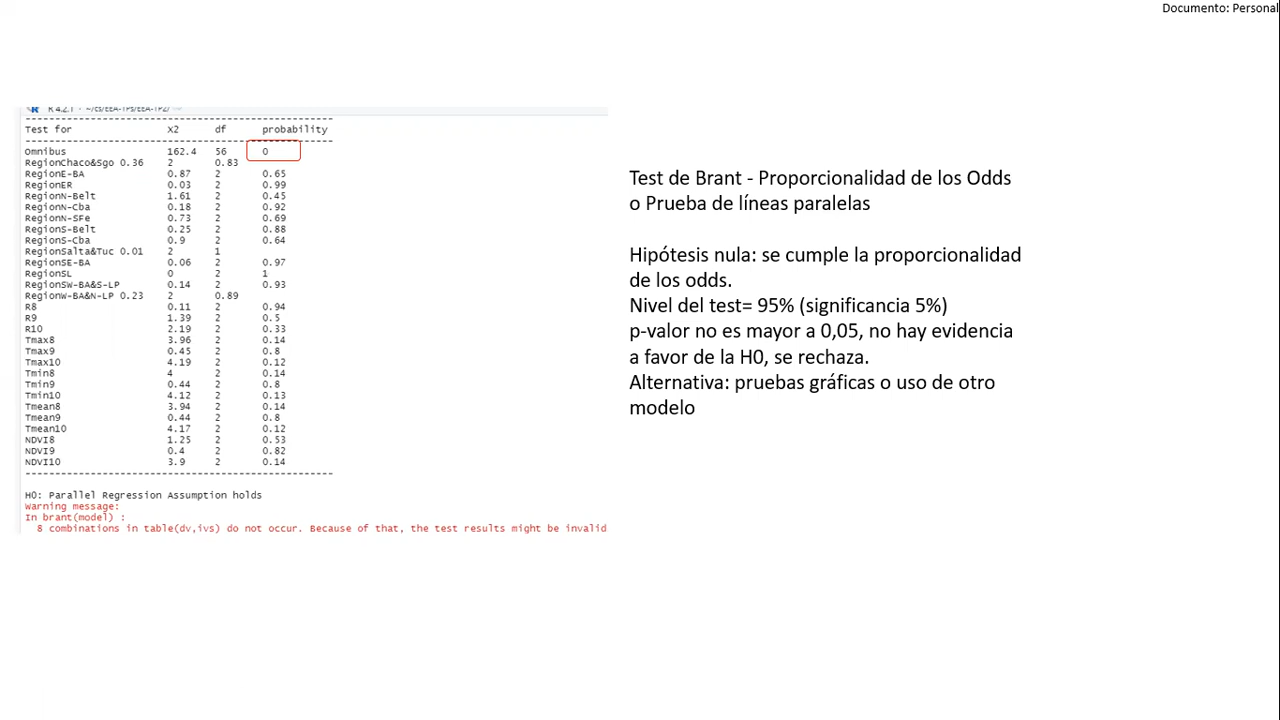 Documento: Personal
R 4.2.1 · ~/cs/EEA-TPs/EEA-TP2/
Test for X2 df probability
Omnibus 162.4 56 0
RegionChaco&Sgo 0.36 2 0.83
RegionE-BA 0.87 2 0.65
RegionER 0.03 2 0.99
RegionN-Belt 1.61 2 0.45
RegionN-Cba 0.18 2 0.92
RegionN-SFe 0.73 2 0.69
RegionS-Belt 0.25 2 0.88
RegionS-Cba 0.9 2 0.64
RegionSalta&Tuc 0.01 2 1
RegionSE-BA 0.06 2 0.97
RegionSL 0 2 1
RegionSW-BA&S-LP 0.14 2 0.93
RegionW-BA&N-LP 0.23 2 0.89
R8 0.11 2 0.94
R9 1.39 2 0.5
R10 2.19 2 0.33
Tmax8 3.96 2 0.14
Tmax9 0.45 2 0.8
Tmax10 4.19 2 0.12
Tmin8 4 2 0.14
Tmin9 0.44 2 0.8
Tmin10 4.12 2 0.13
Tmean8 3.94 2 0.14
Tmean9 0.44 2 0.8
Tmean10 4.17 2 0.12
NDVI8 1.25 2 0.53
NDVI9 0.4 2 0.82
NDVI10 3.9 2 0.14
H0: Parallel Regression Assumption holds
Warning message:
In brant(model) :
8 combinations in table(dv,ivs) do not occur. Because of that, the test results might be invalid
Test de Brant - Proporcionalidad de los Odds
o Prueba de líneas paralelas
Hipótesis nula: se cumple la proporcionalidad
de los odds.
Nivel del test= 95% (significancia 5%)
p-valor no es mayor a 0,05, no hay evidencia
a favor de la H0, se rechaza.
Alternativa: pruebas gráficas o uso de otro
modelo